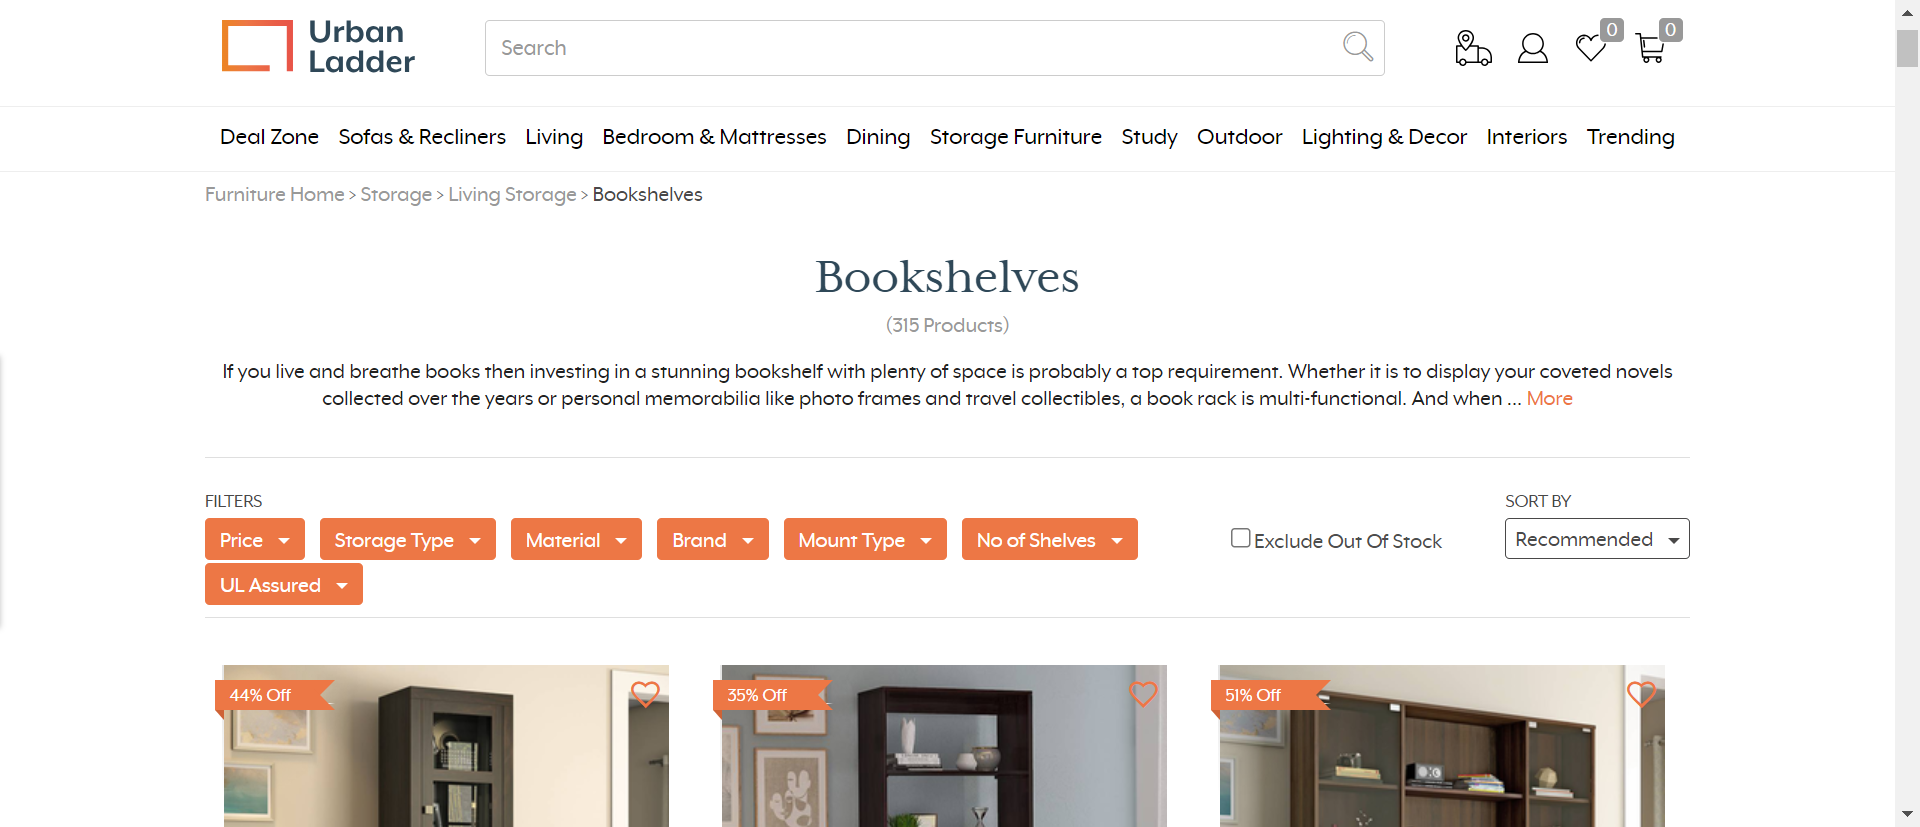 Urban
Ladder
Search
0
0
Deal Zone Sofas & Recliners Living Bedroom & Mattresses Dining Storage Furniture Study Outdoor Lighting & Decor Interiors Trending
Furniture Home > Storage > Living Storage > Bookshelves
Bookshelves
(315 Products)
If you live and breathe books then investing in a stunning bookshelf with plenty of space is probably a top requirement. Whether it is to display your coveted novels
collected over the years or personal memorabilia like photo frames and travel collectibles, a book rack is multi-functional. And when ... More
FILTERS
SORT BY
Price Storage Type Material Brand Mount Type No of Shelves Exclude Out Of Stock Recommended
UL Assured
44% Off
35% Off
51% Off